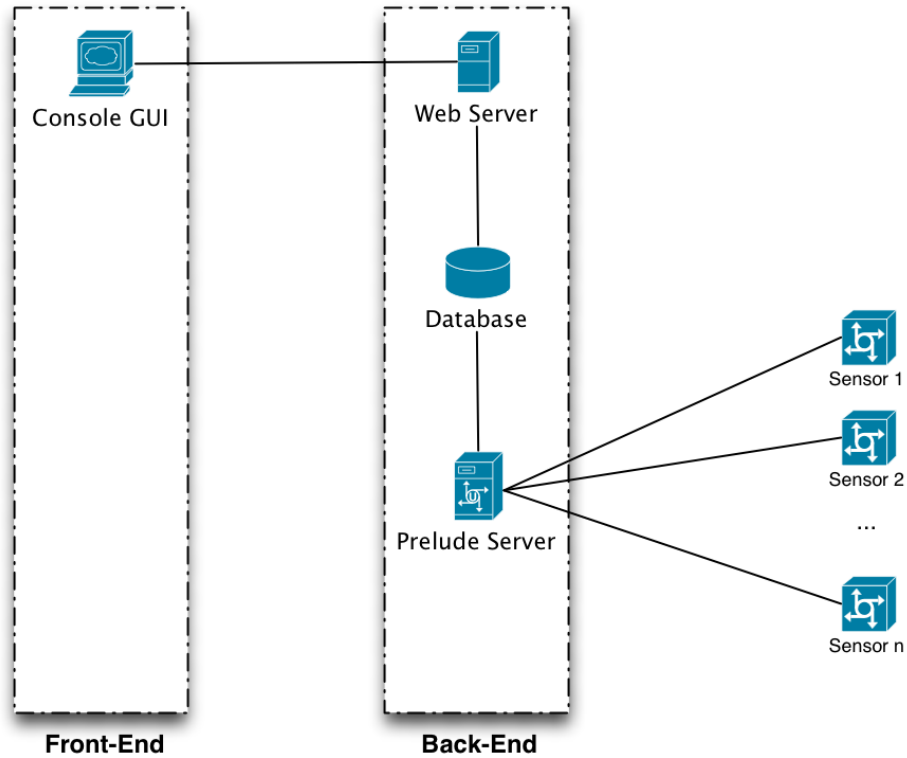 Console GUI
Web Server
Database
Prelude Server
Sensor 1
Sensor 2
...
Sensor n
Front-End
Back-End